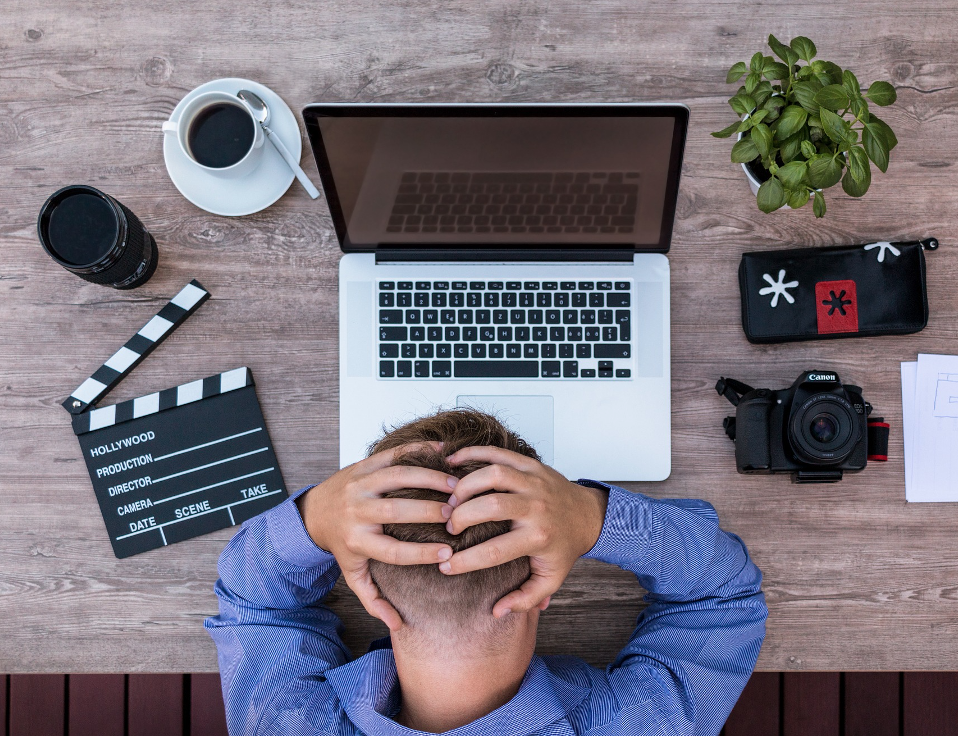 HOLLYWOOD
PRODUCTION
DIRECTOR
CAMERA
DATE SCENE TAKE
Canon